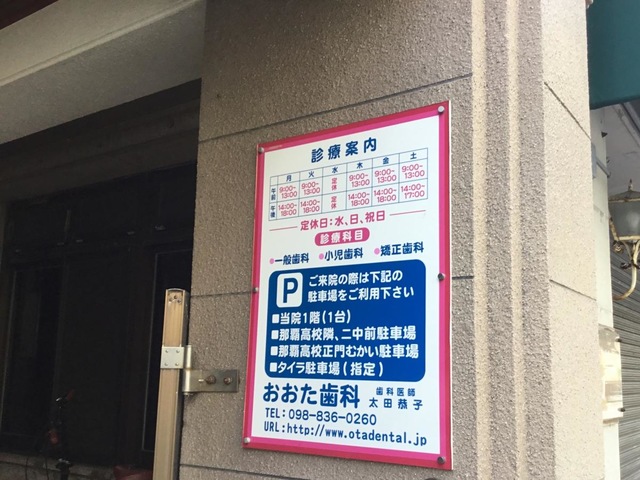 診療案内
月 火 水 木 金 土
午前 9:00~13:00 9:00~13:00 定休 9:00~13:00 9:00~13:00 9:00~13:00
午後 14:00~18:00 14:00~18:00 定休 14:00~18:00 14:00~18:00 14:00~17:00
定休日:水、日、祝日
診療科目
●一般歯科 ●小児歯科 ●矯正歯科
P ご来院の際は下記の
駐車場をご利用下さい
■当院1階(1台)
■那覇高校隣、二中前駐車場
■那覇高校正門むかい駐車場
■タイラ駐車場(指定)
おおた歯科 歯科医師
太田恭子
TEL:098-836-0260
URL:http://www.otadental.jp